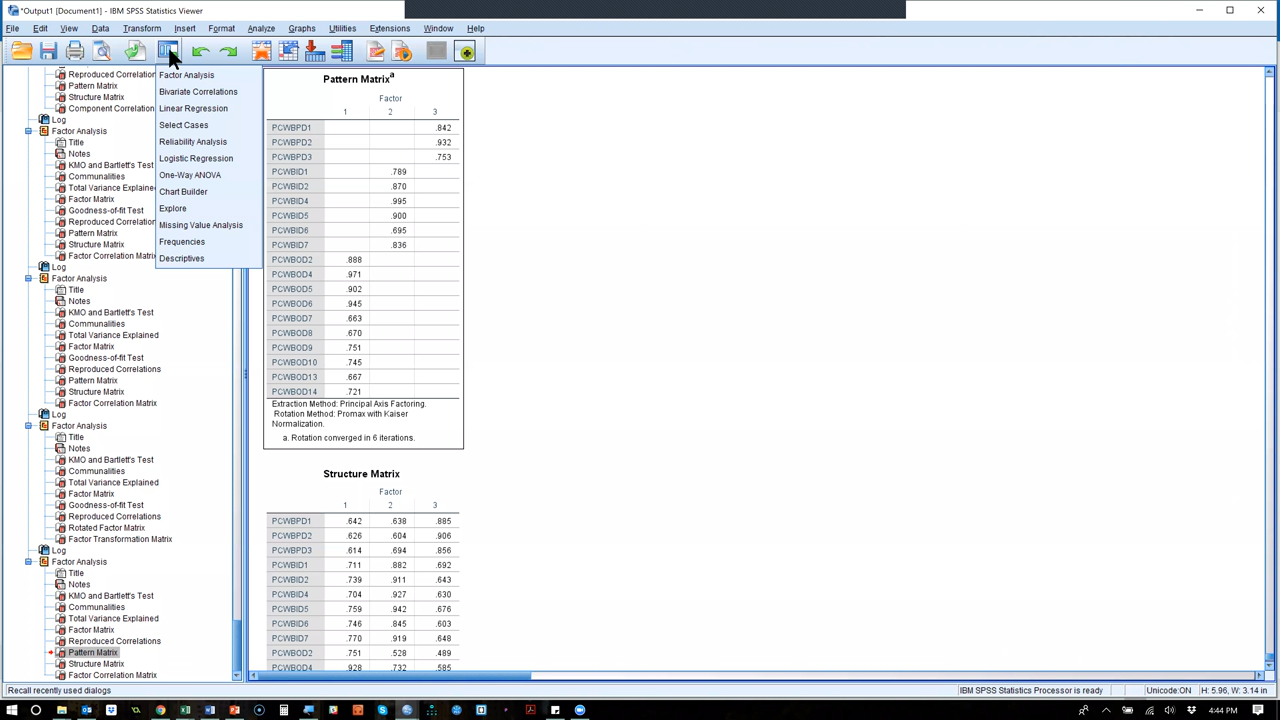 *Output1 [Document1] - IBM SPSS Statistics Viewer
File Edit View Data Transform Insert Format Analyze Graphs Utilities Extensions Window Help
Factor Analysis
Bivariate Correlations
Linear Regression
Select Cases
Reliability Analysis
Logistic Regression
One-Way ANOVA
Chart Builder
Explore
Missing Value Analysis
Frequencies
Descriptives
Reproduced Correlation
Pattern Matrix
Structure Matrix
Component Correlation
Log
Factor Analysis
Title
Notes
KMO and Bartlett's Test
Communalities
Total Variance Explained
Factor Matrix
Goodness-of-fit Test
Reproduced Correlation
Pattern Matrix
Structure Matrix
Factor Correlation Matrix
Log
Factor Analysis
Title
Notes
KMO and Bartlett's Test
Communalities
Total Variance Explained
Factor Matrix
Goodness-of-fit Test
Reproduced Correlations
Pattern Matrix
Structure Matrix
Factor Correlation Matrix
Log
Factor Analysis
Title
Notes
KMO and Bartlett's Test
Communalities
Total Variance Explained
Factor Matrix
Goodness-of-fit Test
Reproduced Correlations
Rotated Factor Matrix
Factor Transformation Matrix
Log
Factor Analysis
Title
Notes
KMO and Bartlett's Test
Communalities
Total Variance Explained
Factor Matrix
Reproduced Correlations
Pattern Matrix
Structure Matrix
Factor Correlation Matrix
Pattern Matrixa
Factor
1 2 3
PCWBPD1 .842
PCWBPD2 .932
PCWBPD3 .753
PCWBID1 .789
PCWBID2 .870
PCWBID4 .995
PCWBID5 .900
PCWBID6 .695
PCWBID7 .836
PCWBOD2 .888
PCWBOD4 .971
PCWBOD5 .902
PCWBOD6 .945
PCWBOD7 .663
PCWBOD8 .670
PCWBOD9 .751
PCWBOD10 .745
PCWBOD13 .667
PCWBOD14 .721
Extraction Method: Principal Axis Factoring.
Rotation Method: Promax with Kaiser
Normalization.
a. Rotation converged in 6 iterations.
Structure Matrix
Factor
1 2 3
PCWBPD1 .642 .638 .885
PCWBPD2 .626 .604 .906
PCWBPD3 .614 .694 .856
PCWBID1 .711 .882 .692
PCWBID2 .739 .911 .643
PCWBID4 .704 .927 .630
PCWBID5 .759 .942 .676
PCWBID6 .746 .845 .603
PCWBID7 .770 .919 .648
PCWBOD2 .751 .528 .489
PCWBOD4 .928 .732 .585
Recall recently used dialogs
IBM SPSS Statistics Processor is ready
Unicode:ON
H: 5.96, W: 3.14 in
4:44 PM